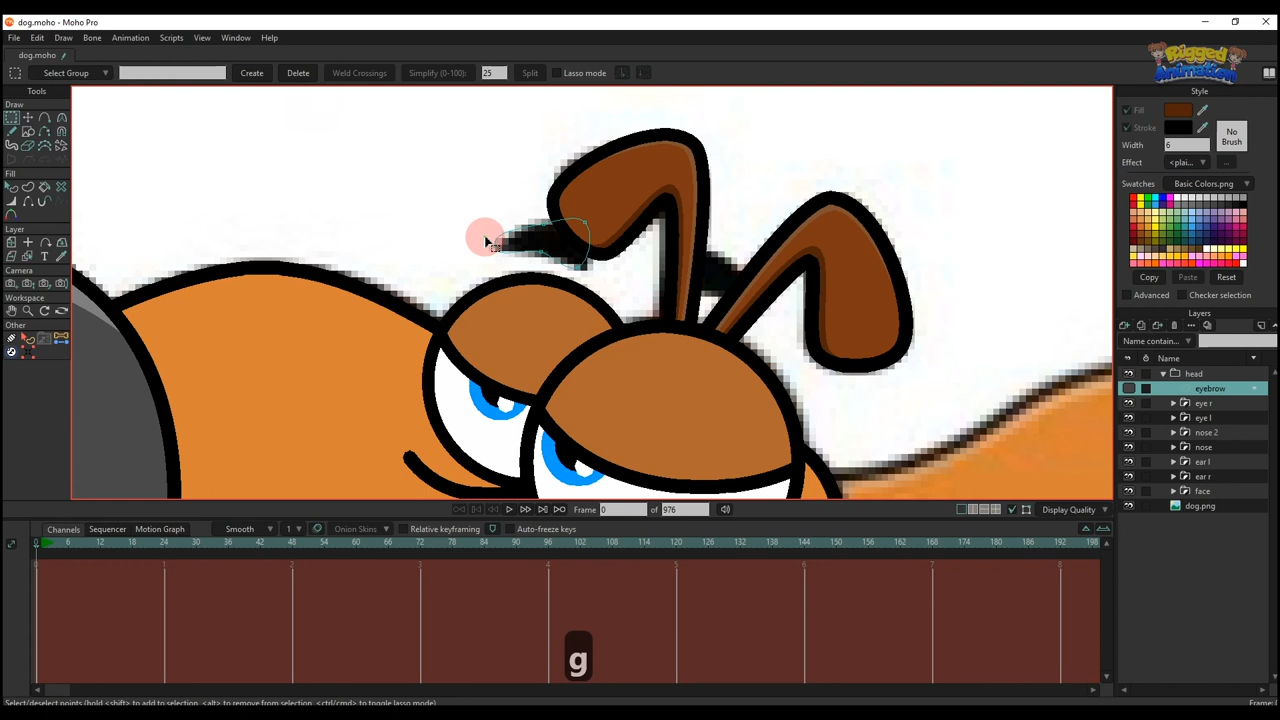 dog.moho - Moho Pro
File Edit Draw Bone Animation Scripts View Window Help
dog.moho
Rigged Animation
Select Group Create Delete Weld Crossings Simplify (0-100): 25 Split Lasso mode
Tools
Draw
Fill
Layer
Camera
Workspace
Other
Style
Fill
Stroke
No Brush
Width 6
Effect <plai... ...
Swatches Basic Colors.png
Copy Paste Reset
Advanced Checker selection
Layers
Name contain...
Name
head
eyebrow
eye r
eye l
nose 2
nose
ear l
ear r
face
dog.png
Frame 0 of 976 Display Quality
Channels Sequencer Motion Graph Smooth 1 Onion Skins Relative keyframing Auto-freeze keys
0 6 12 18 24 30 36 42 48 54 60 66 72 78 84 90 96 102 108 114 120 126 132 138 144 150 156 162 168 174 180 186 192 198
0 1 2 3 4 5 6 7 8
g
Select/deselect points (hold <shift> to add to selection, <alt> to remove from selection, <ctrl/cmd> to toggle lasso mode) Frame: